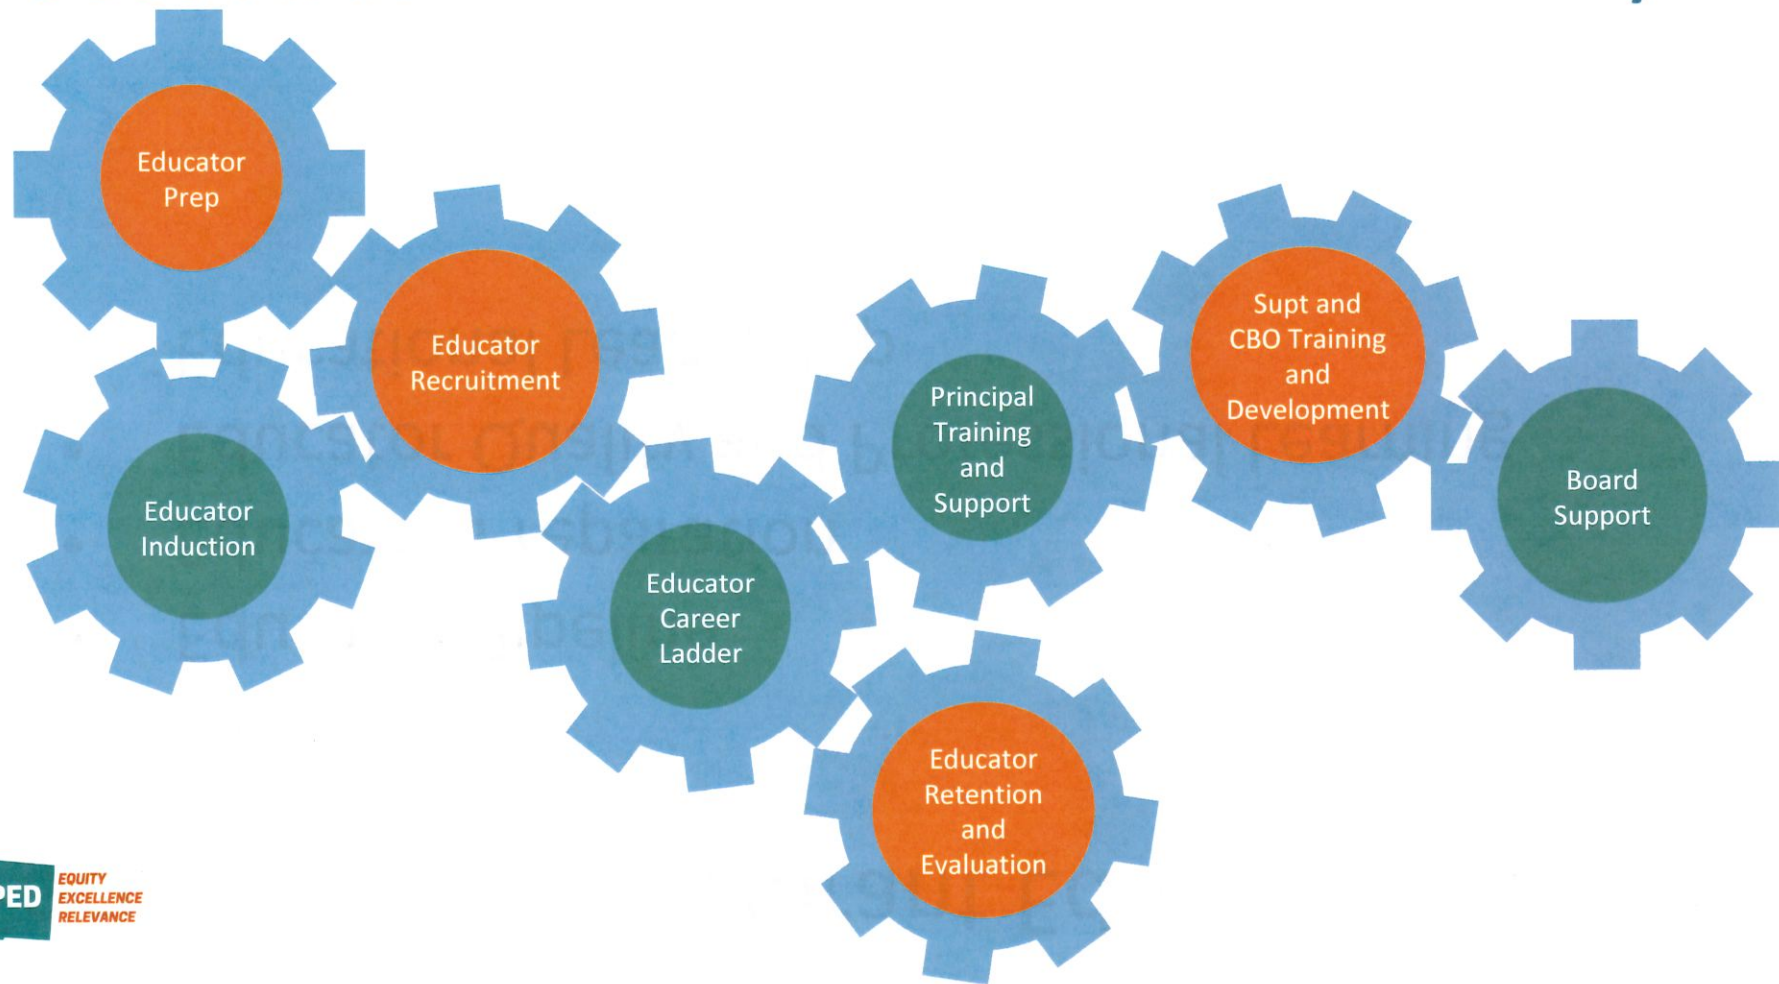 Educator
Prep
Educator
Recruitment
Educator
Induction
Educator
Career
Ladder
Principal
Training
and
Support
Educator
Retention
and
Evaluation
Supt and
CBO Training
and
Development
Board
Support
PED
EQUITY
EXCELLENCE
RELEVANCE